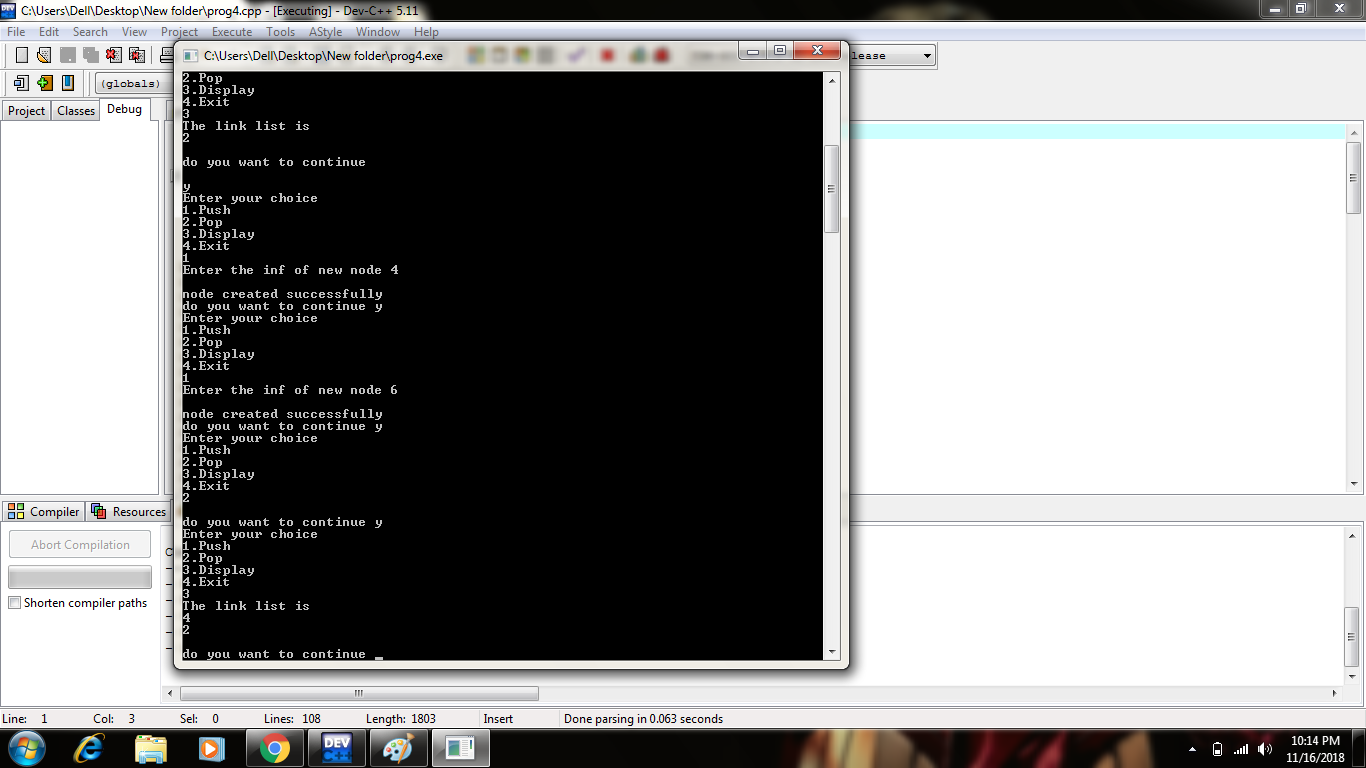 C:\Users\Dell\Desktop\New folder\prog4.cpp - [Executing] - Dev-C++ 5.11
File Edit Search View Project Execute Tools AStyle Window Help
C:\Users\Dell\Desktop\New folder\prog4.exe
(globals)
Project Classes Debug
2.Pop
3.Display
4.Exit
3
The link list is
2
do you want to continue
y
Enter your choice
1.Push
2.Pop
3.Display
4.Exit
1
Enter the inf of new node 4
node created successfully
do you want to continue y
Enter your choice
1.Push
2.Pop
3.Display
4.Exit
1
Enter the inf of new node 6
node created successfully
do you want to continue y
Enter your choice
1.Push
2.Pop
3.Display
4.Exit
2
do you want to continue y
Enter your choice
1.Push
2.Pop
3.Display
4.Exit
3
The link list is
4
2
do you want to continue _
Compiler Resources
Abort Compilation
Shorten compiler paths
Line: 1 Col: 3 Sel: 0 Lines: 108 Length: 1803 Insert Done parsing in 0.063 seconds
DEV
C++
10:14 PM
11/16/2018